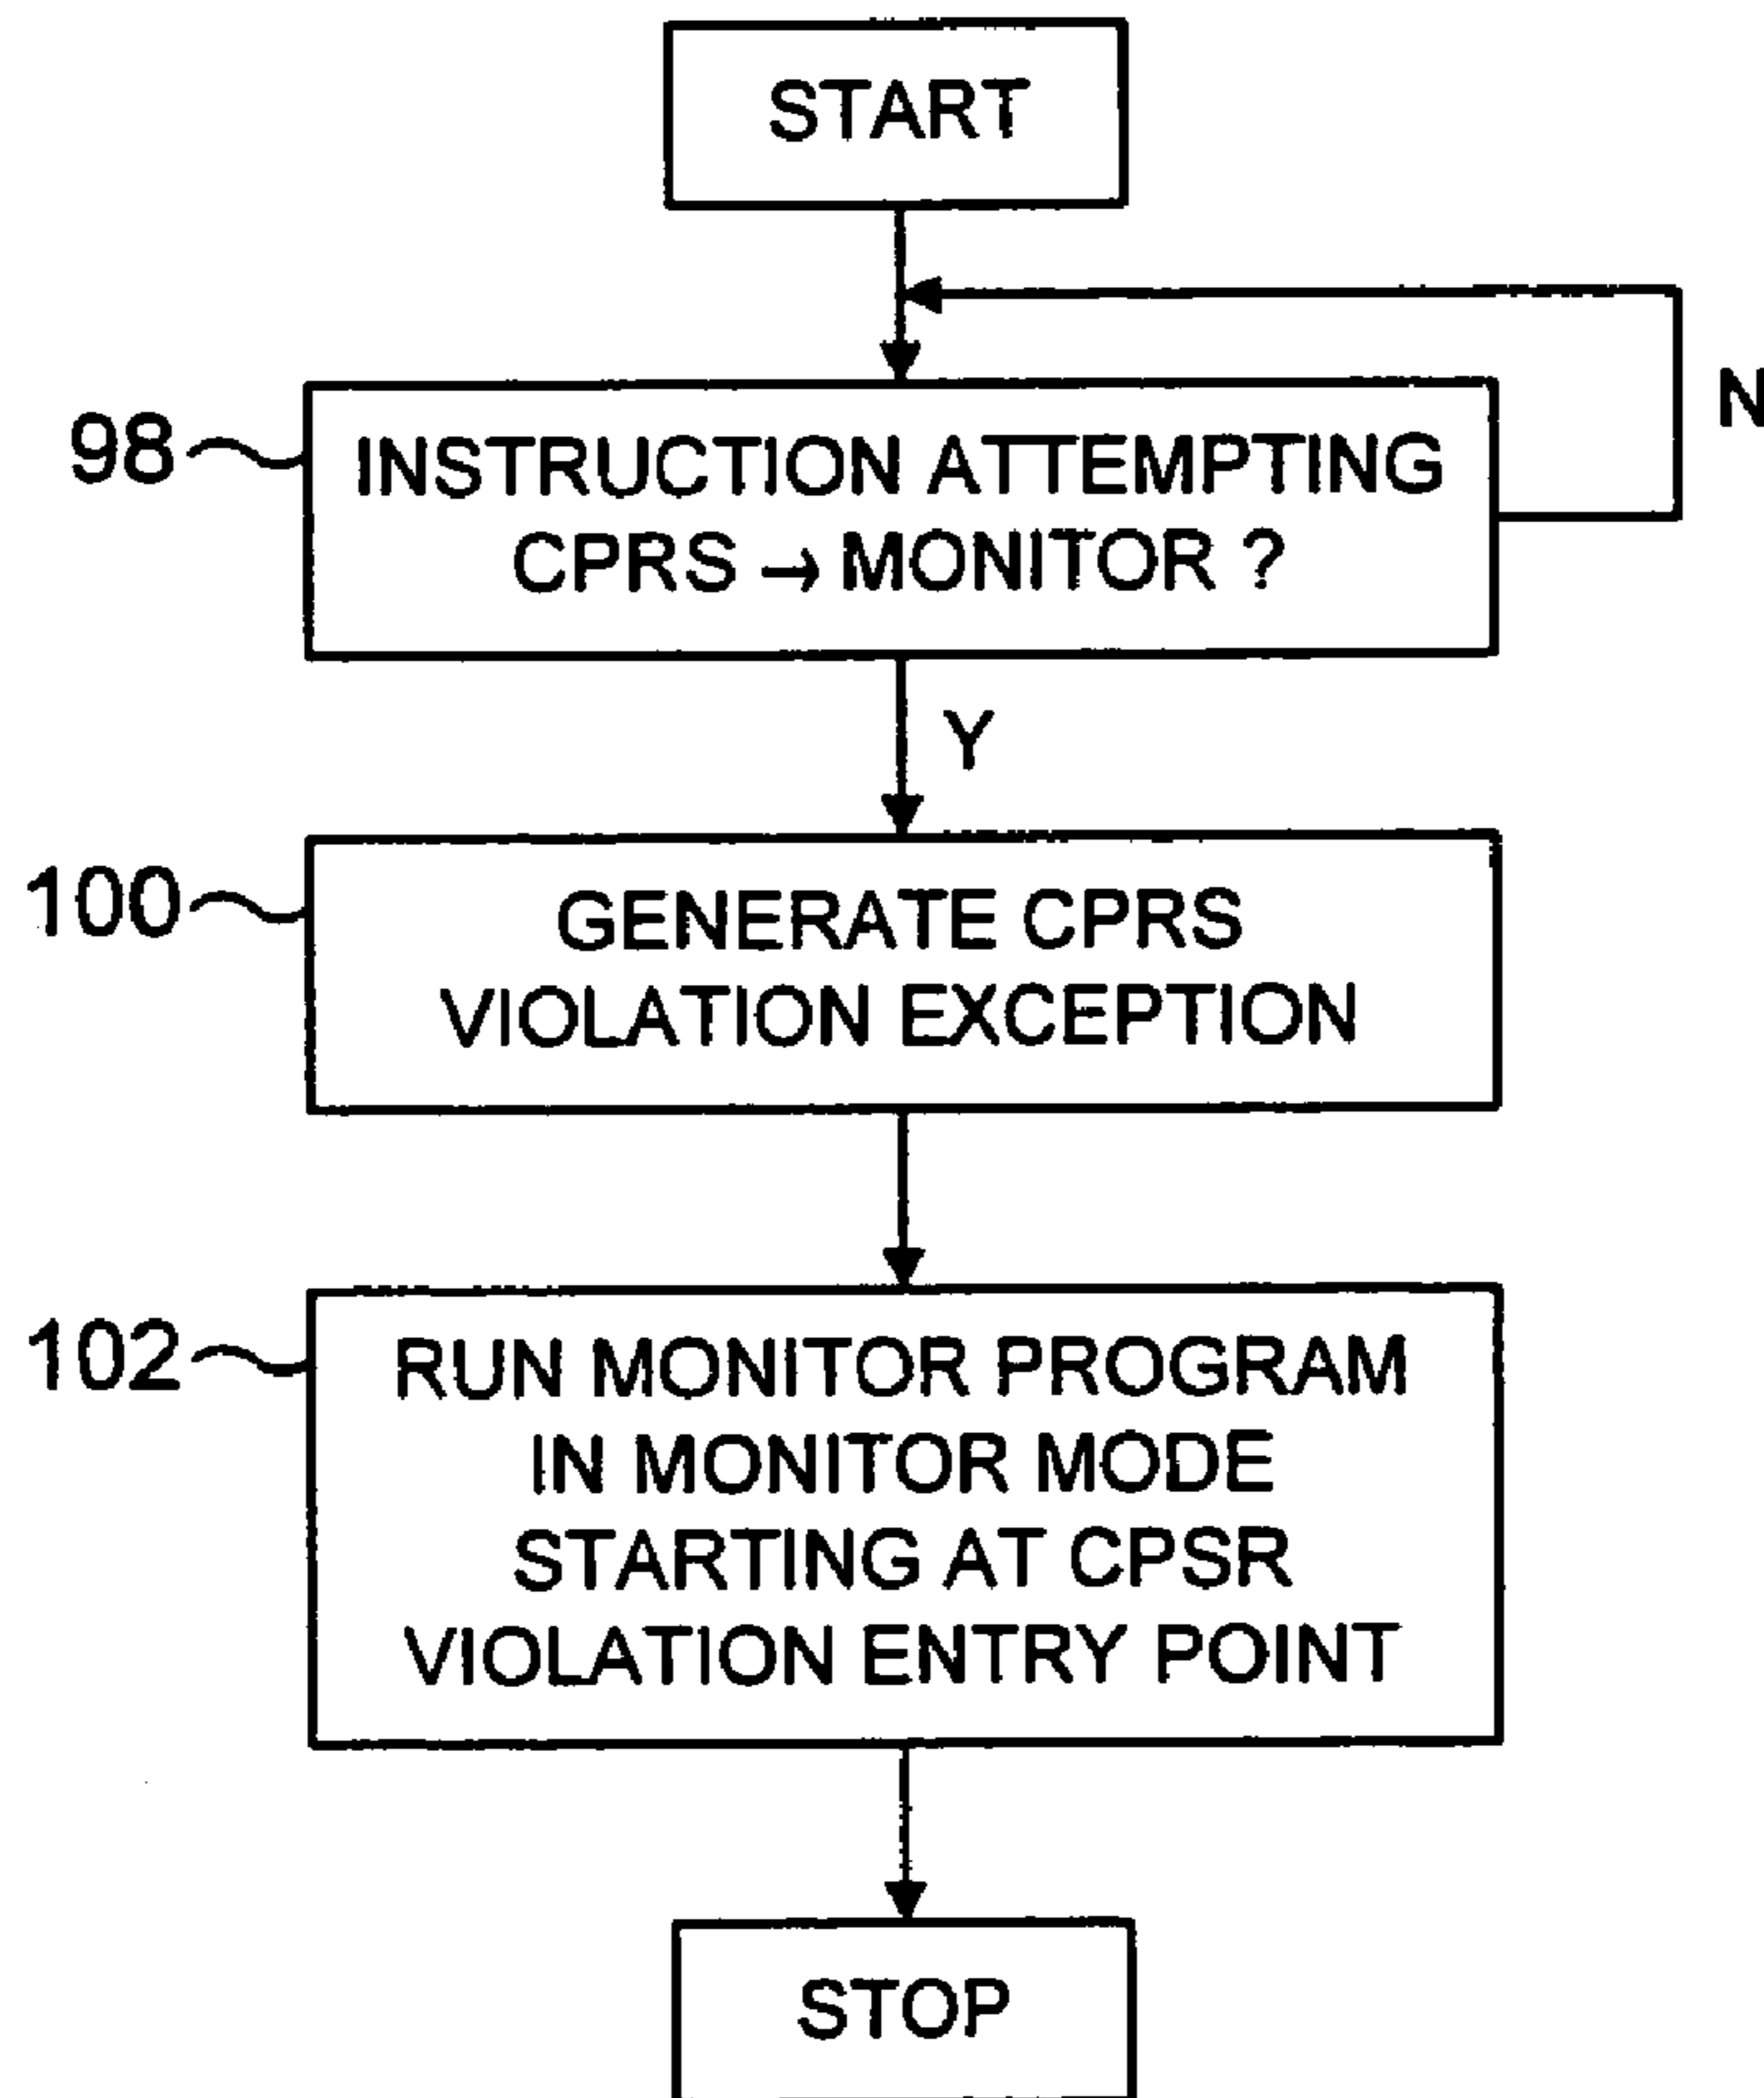 START
N
98
INSTRUCTION ATTEMPTING
CPRS → MONITOR ?
Y
100
GENERATE CPRS
VIOLATION EXCEPTION
102
RUN MONITOR PROGRAM
IN MONITOR MODE
STARTING AT CPSR
VIOLATION ENTRY POINT
STOP